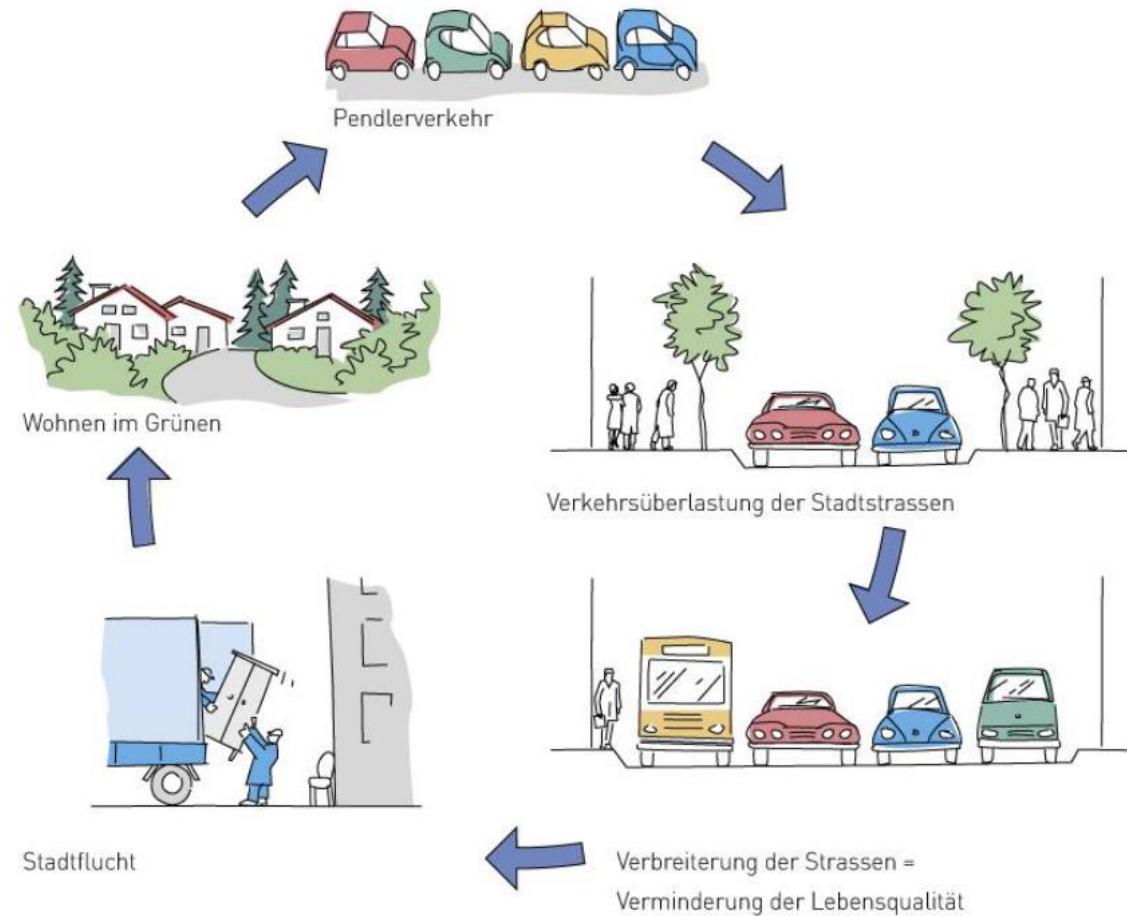 Pendlerverkehr
Wohnen im Grünen
Verkehrsüberlastung der Stadtstrassen
Stadtflucht
Verbreiterung der Strassen =
Verminderung der Lebensqualität